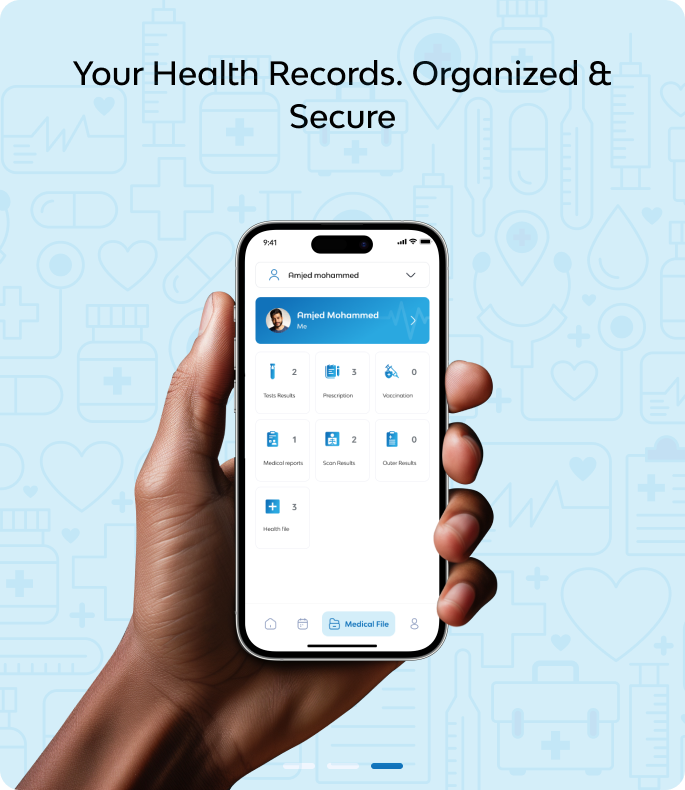 Your Health Records. Organized &
Secure
9:41
Amjed mohammed
Amjed Mohammed
Me
2
3
0
Tests Results
Prescription
Vaccination
1
2
0
Medical reports
Scan Results
Outer Results
3
Health file
Medical File